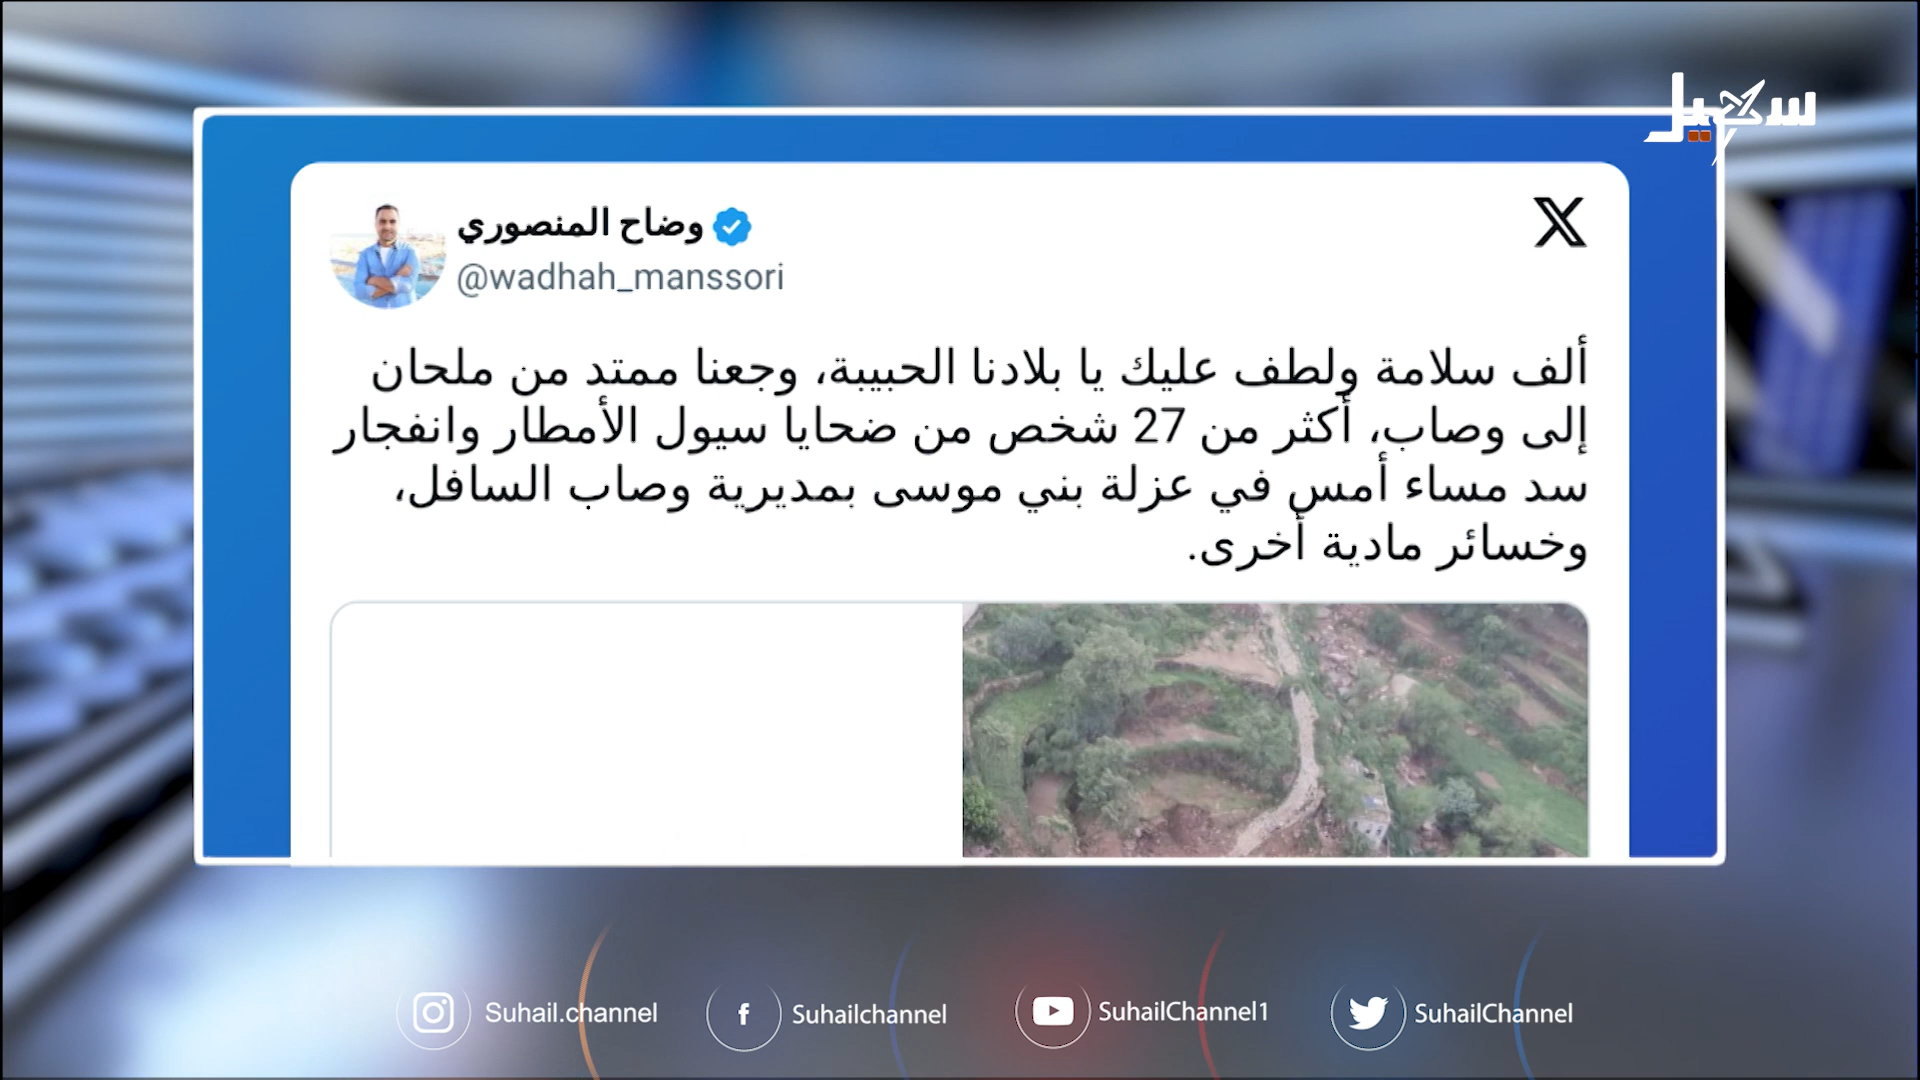 سهيل
وضاح المنصوري
@wadhah_manssori
ألف سلامة ولطف عليك يا بلادنا الحبيبة، وجعنا ممتد من ملحان
إلى وصاب، أكثر من 27 شخص من ضحايا سيول الأمطار وانفجار
سد مساء أمس في عزلة بني موسى بمديرية وصاب السافل،
وخسائر مادية أخرى.
Suhail.channel
Suhailchannel
SuhailChannel1
SuhailChannel